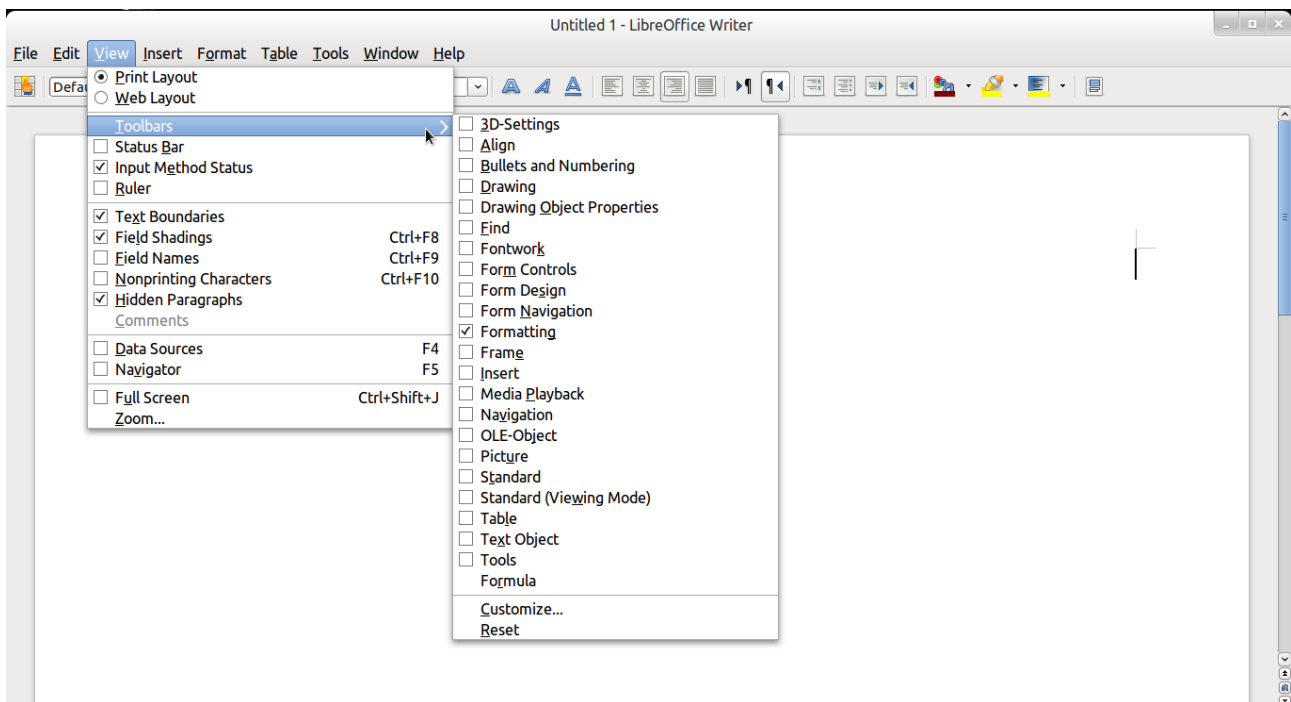 Untitled 1 - LibreOffice Writer
File Edit View Insert Format Table Tools Window Help
Defau
Print Layout
Web Layout
Toolbars
Status Bar
Input Method Status
Ruler
Text Boundaries
Field Shadings Ctrl+F8
Field Names Ctrl+F9
Nonprinting Characters Ctrl+F10
Hidden Paragraphs
Comments
Data Sources F4
Navigator F5
Full Screen Ctrl+Shift+J
Zoom...
3D-Settings
Align
Bullets and Numbering
Drawing
Drawing Object Properties
Find
Fontwork
Form Controls
Form Design
Form Navigation
Formatting
Frame
Insert
Media Playback
Navigation
OLE-Object
Picture
Standard
Standard (Viewing Mode)
Table
Text Object
Tools
Formula
Customize...
Reset